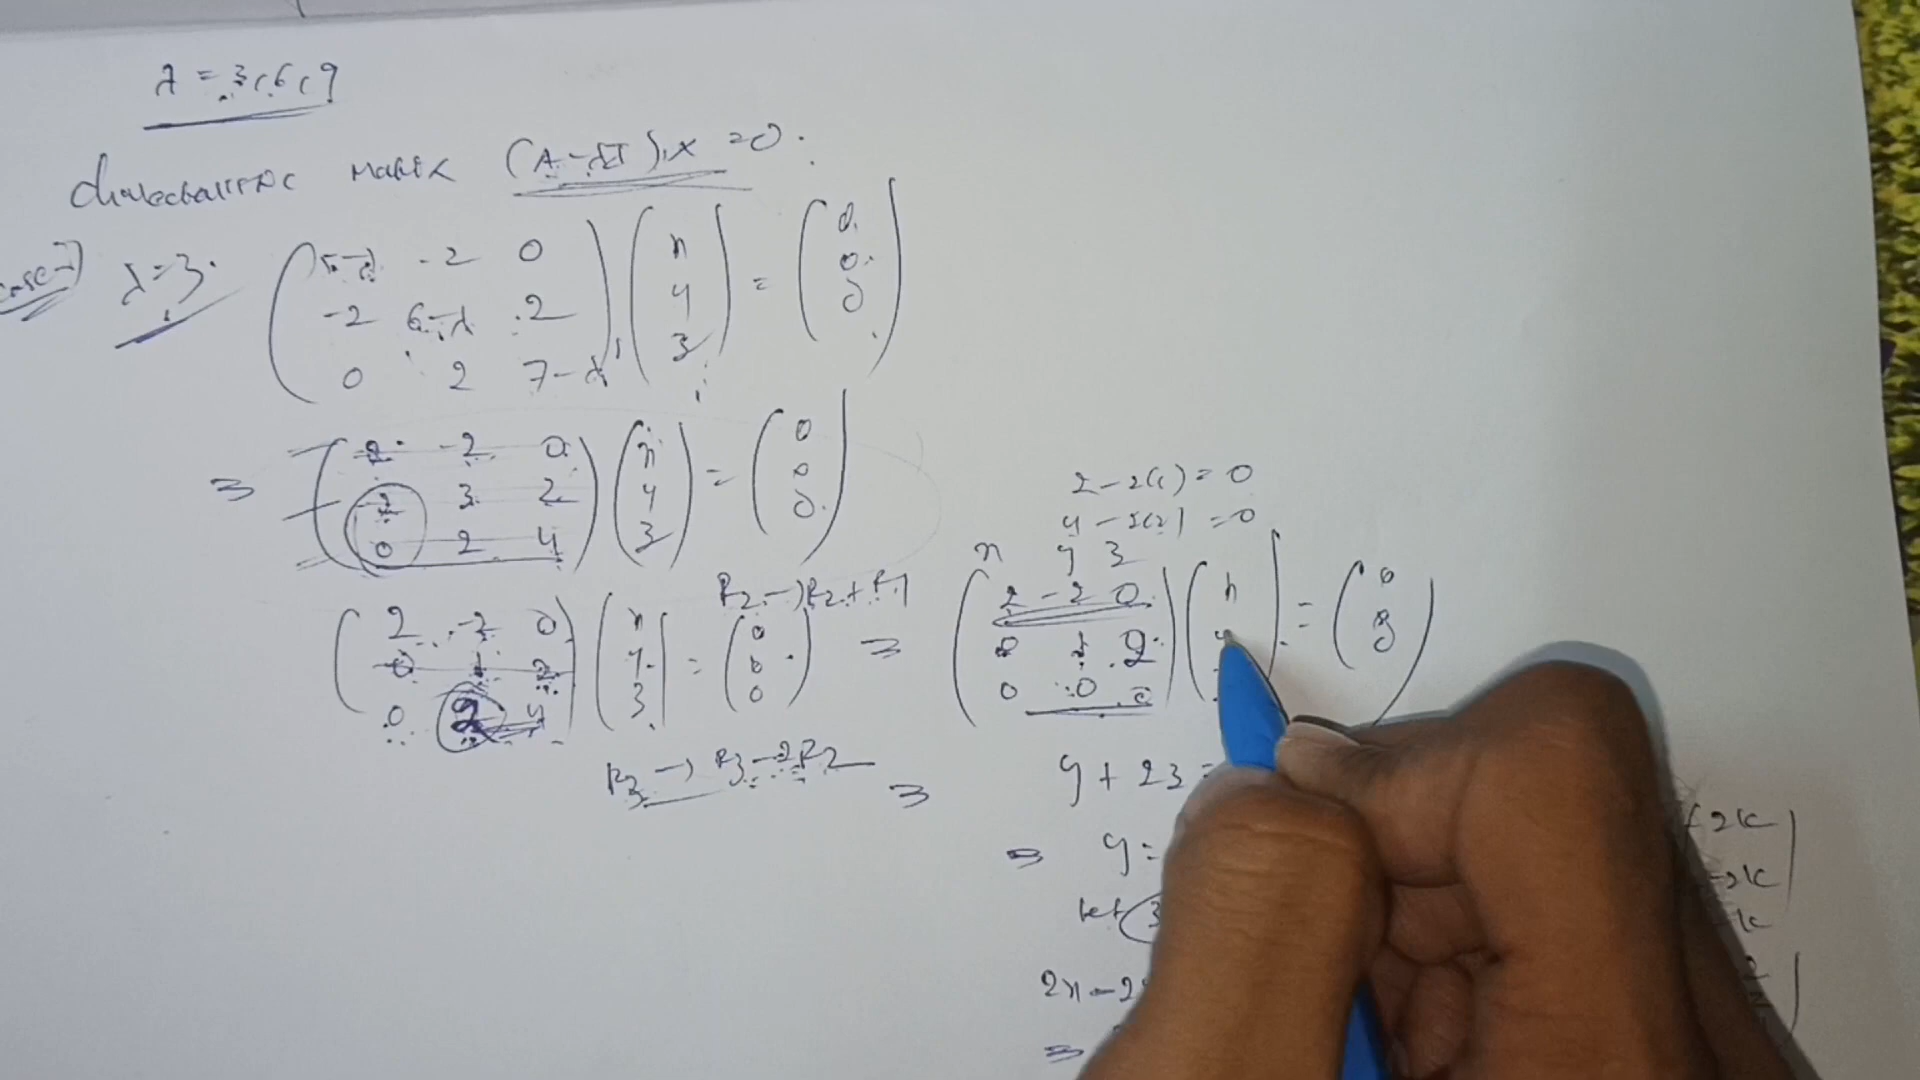 λ = 3, 6, 9
characteristic matrix (A-λI).x = 0.
case-I) λ=3. (5-λ -2 0) (x) = (0)
(-2 6-λ 2) (y) (0)
(0 2 7-λ) (z) (0)
⇒ (2 -2 0) (x) = (0)
(-2 3 2) (y) (0)
(0 2 4) (z) (0)
R2 → R2 + R1
(2 -2 0) (x) = (0)
(0 1 2) (y) (0)
(0 2 4) (z) (0)
R3 → R3 - 2R2
2 - 2(1) = 0
4 - 2(2) = 0
x y z
⇒ (2 -2 0) (x) = (0)
(0 1 2) (y) (0)
(0 0 0)
⇒ y + 2z =
⇒ y =
let z
2x - 2
⇒
-2k
k